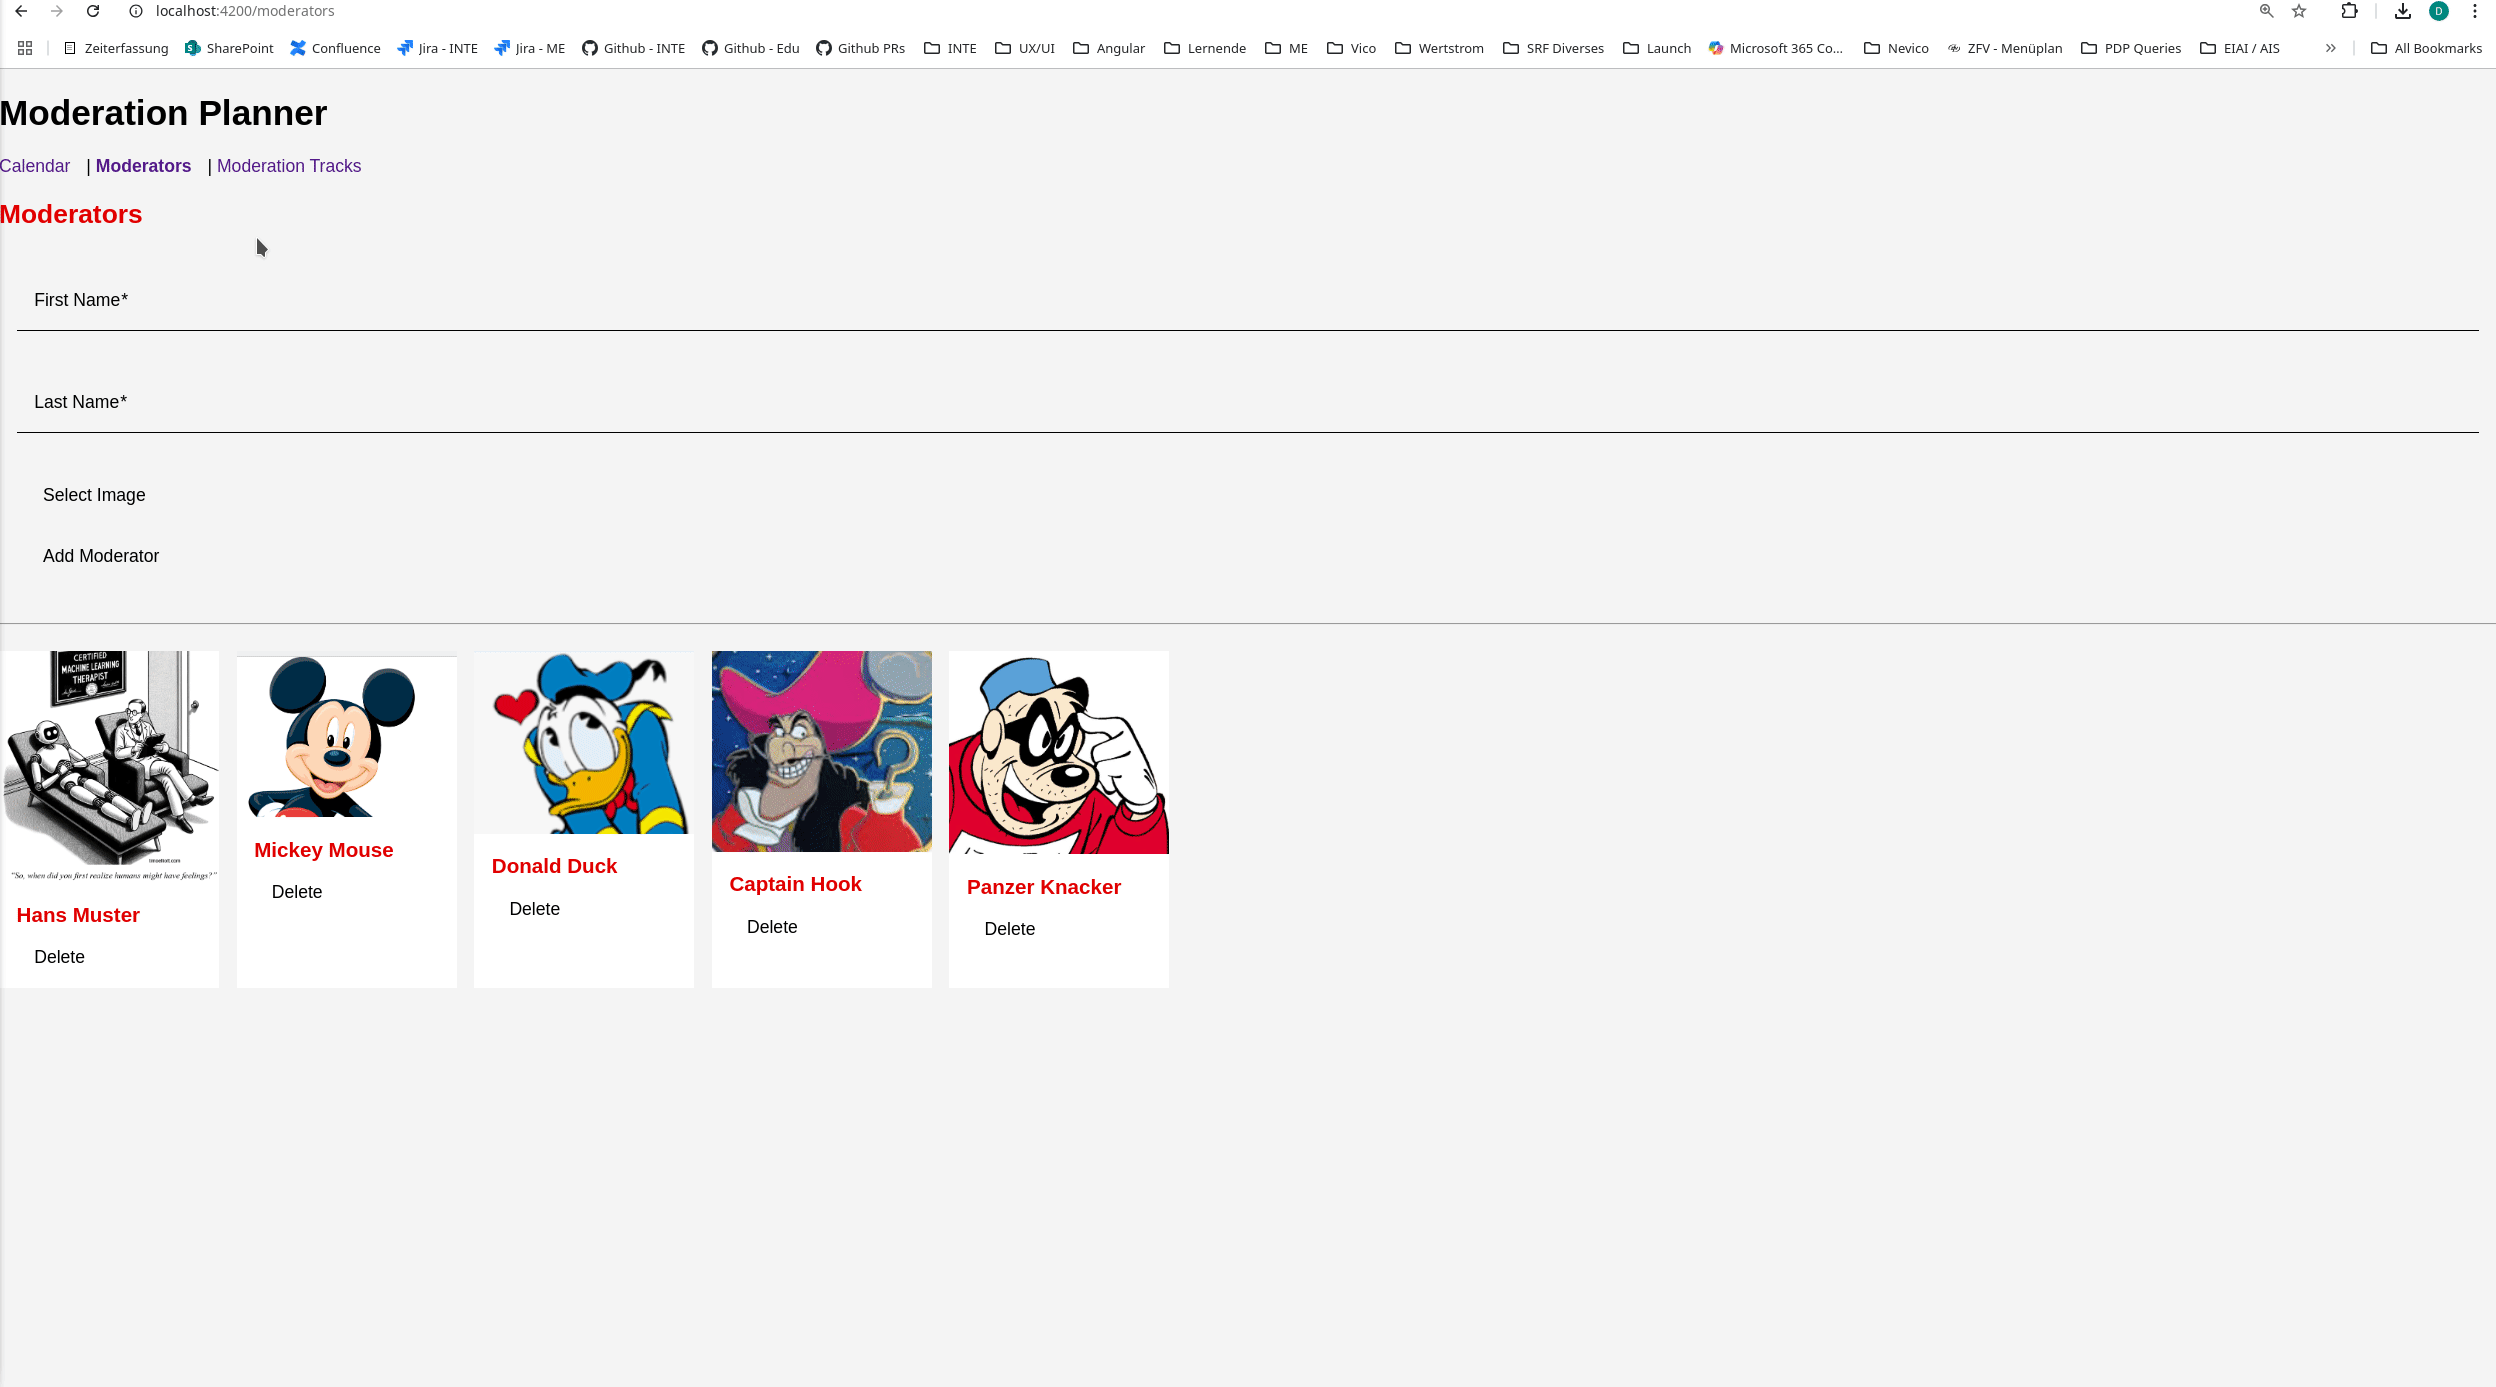 localhost:4200/moderators
Zeiterfassung SharePoint Confluence Jira - INTE Jira - ME Github - INTE Github - Edu Github PRs INTE UX/UI Angular Lernende ME Vico Wertstrom SRF Diverses Launch Microsoft 365 Co... Nevico ZFV - Menüplan PDP Queries EIAI / AIS » All Bookmarks
Moderation Planner
Calendar | Moderators | Moderation Tracks
Moderators
First Name*
Last Name*
Select Image
Add Moderator
CERTIFIED
MACHINE LEARNING
THERAPIST
"So, when did you first realize humans might have feelings?"
Hans Muster
Delete
Mickey Mouse
Delete
Donald Duck
Delete
Captain Hook
Delete
Panzer Knacker
Delete